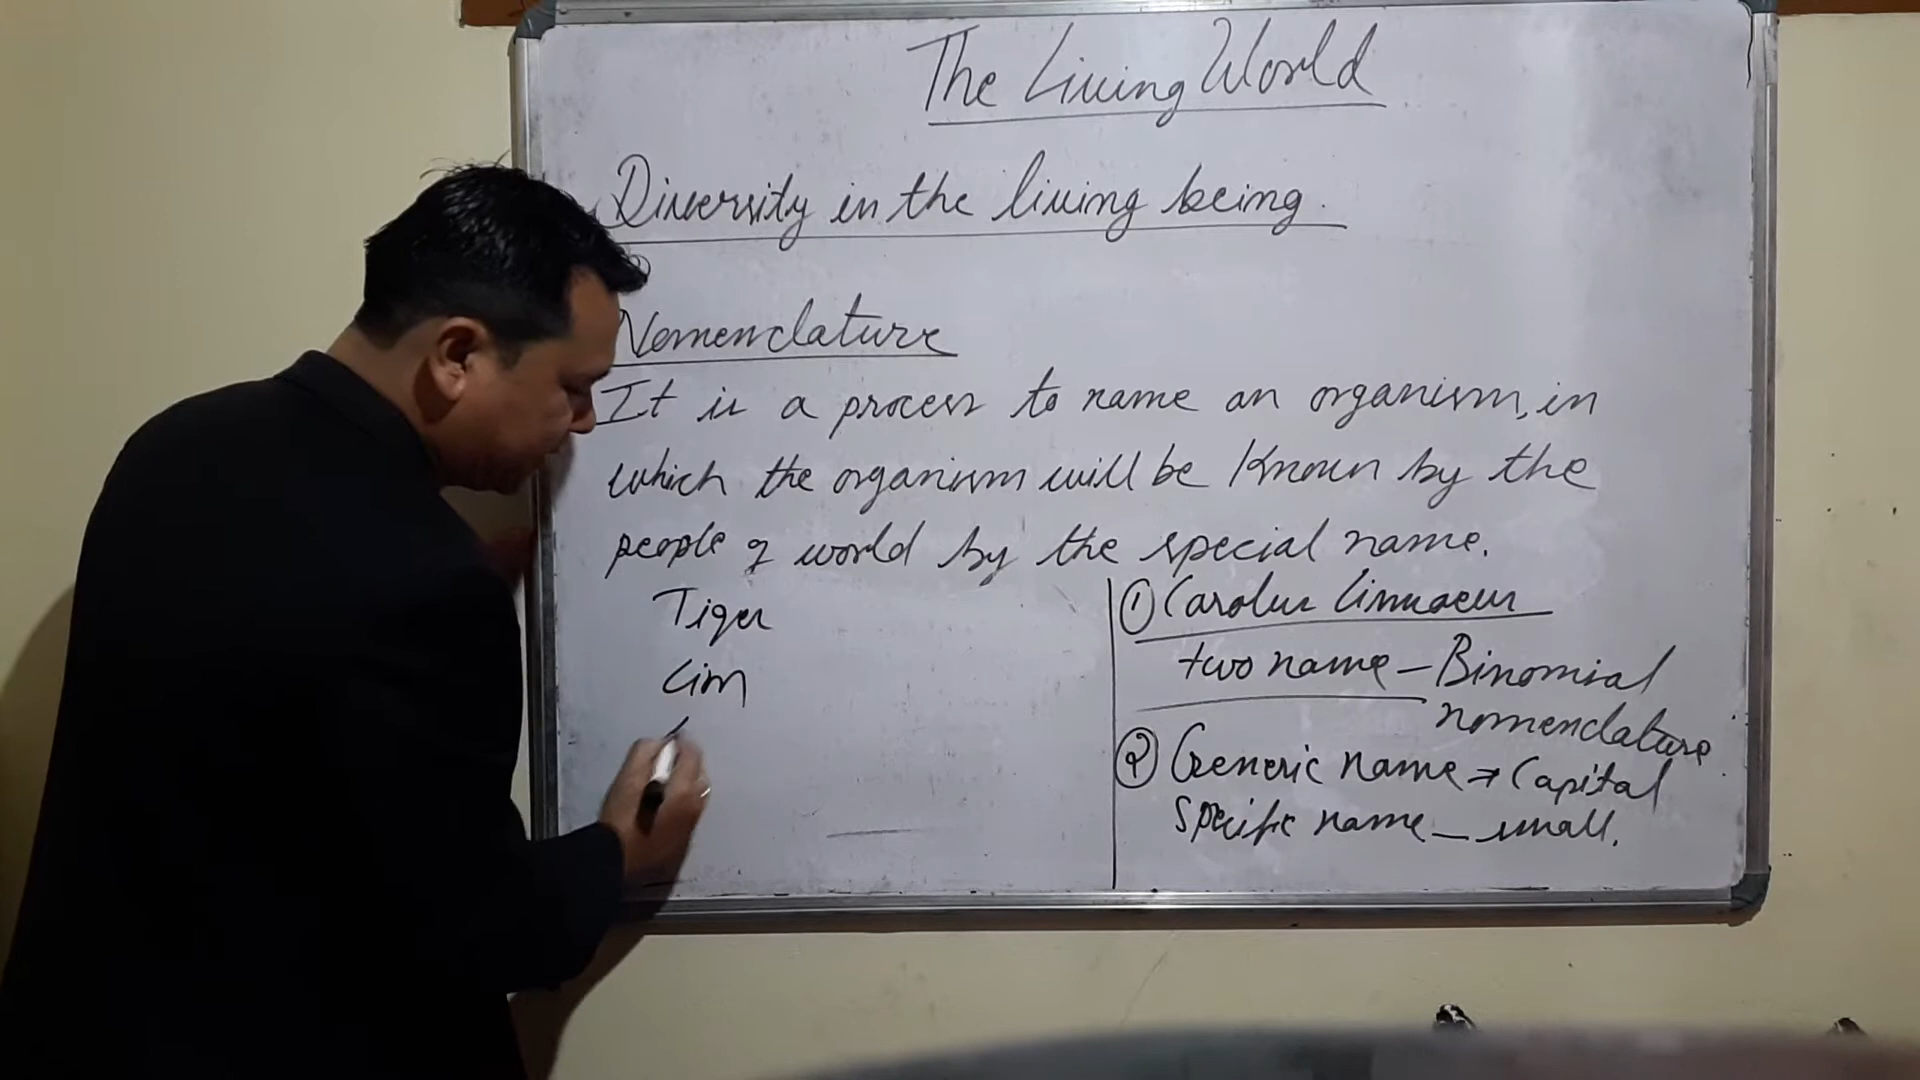 The Living World
Diversity in the living being.
Nomenclature
It is a process to name an organism, in
which the organism will be Known by the
people of world by the special name.
Tiger
① Carolus Linnaeus
two name – Binomial
nomenclature
② Generic name → Capital
Specific name – small.